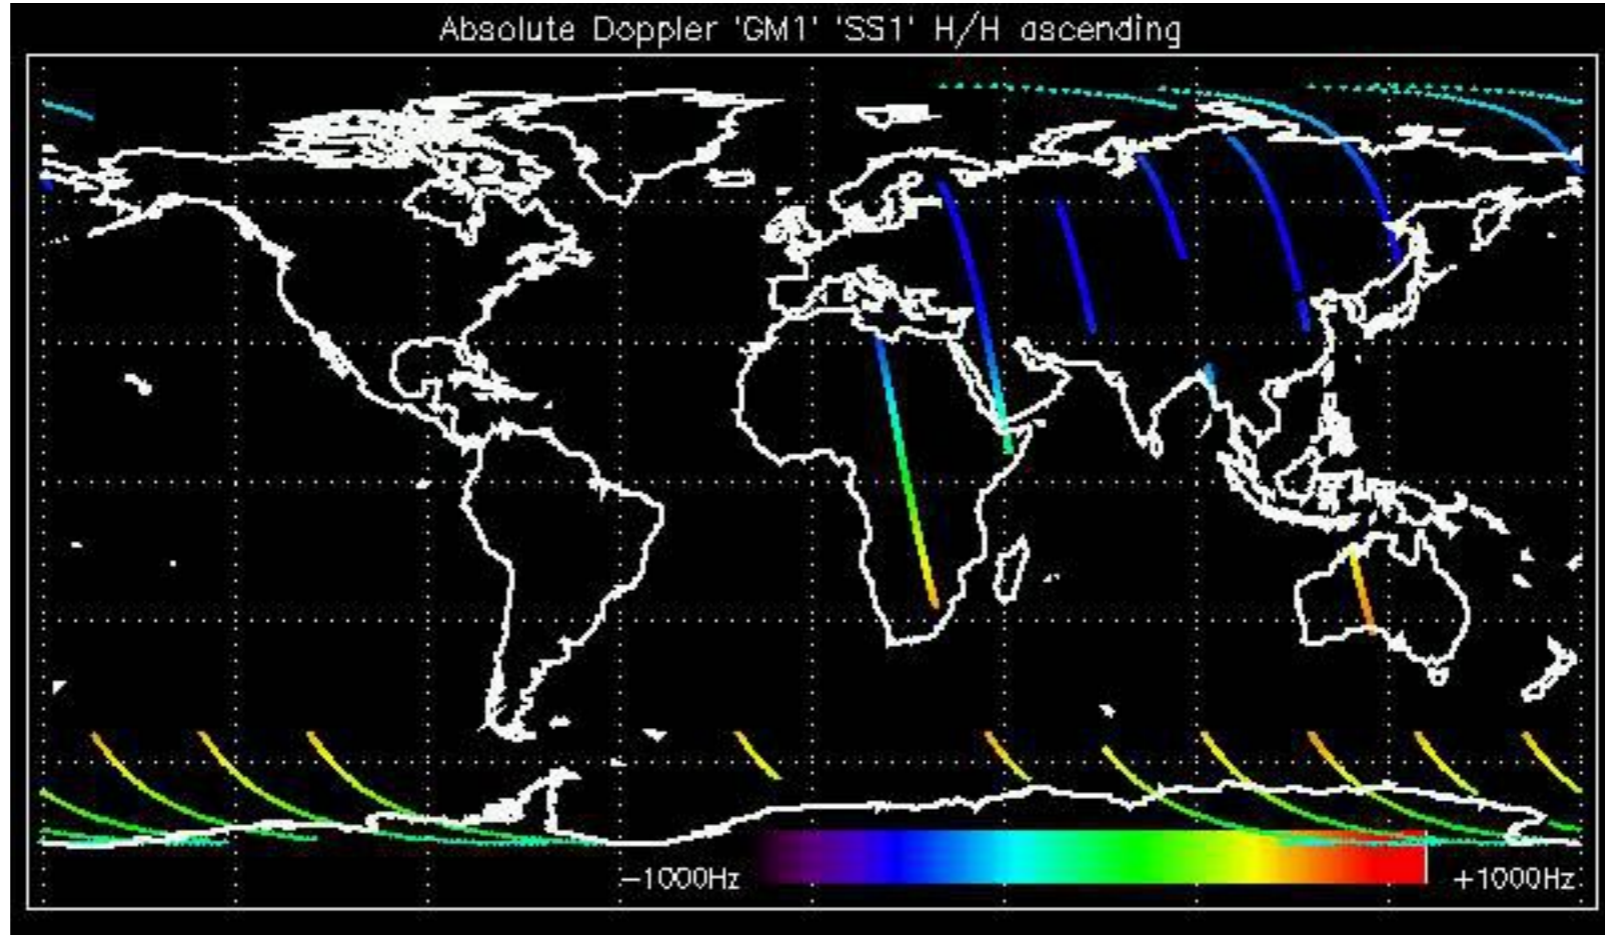 Absolute Doppler 'GM1' 'SS1' H/H ascending
−1000Hz
+1000Hz